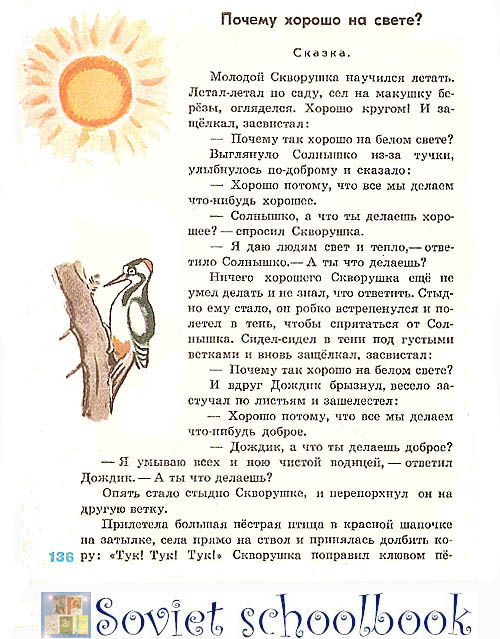 Почему хорошо на свете?
Сказка.
Молодой Скворушка научился летать.
Летал-летал по саду, сел на макушку бе-
рёзы, огляделся. Хорошо кругом! И за-
щёлкал, засвистал:
— Почему так хорошо на белом свете?
Выглянуло Солнышко из-за тучки,
улыбнулось по-доброму и сказало:
— Хорошо потому, что все мы делаем
что-нибудь хорошее.
— Солнышко, а что ты делаешь хоро-
шее? — спросил Скворушка.
— Я даю людям свет и тепло,— отве-
тило Солнышко.— А ты что делаешь?
Ничего хорошего Скворушка ещё не
умел делать и не знал, что ответить. Стыд-
но ему стало, он робко встрепенулся и по-
летел в тень, чтобы спрятаться от Сол-
нышка. Сидел-сидел в тени под густыми
ветками и вновь защёлкал, засвистал:
— Почему так хорошо на белом свете?
И вдруг Дождик брызнул, весело за-
стучал по листьям и зашелестел:
— Хорошо потому, что все мы делаем
что-нибудь доброе.
— Дождик, а что ты делаешь доброе?
— Я умываю всех и пою чистой водицей, — ответил
Дождик. — А ты что делаешь?
Опять стало стыдно Скворушке, и перепорхнул он на
другую ветку.
Прилетела большая пёстрая птица в красной шапочке
на затылке, села прямо на ствол и принялась долбить ко-
ру: «Тук! Тук! Тук!» Скворушка поправил клювом пё-
136
Soviet schoolbook